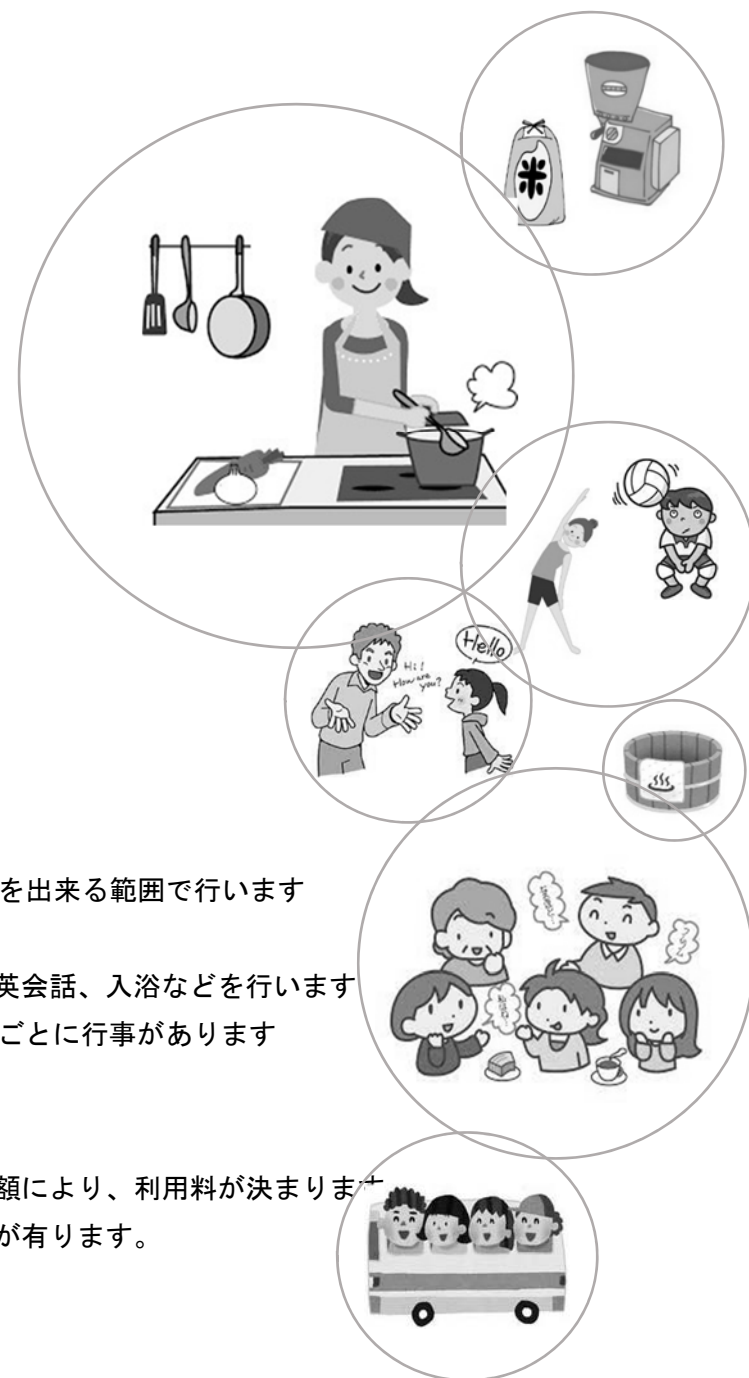 米
Hello
Hi!
How are
you?
を出来る範囲で行います
英会話、入浴などを行います
ごとに行事があります
額により、利用料が決まります
が有ります。